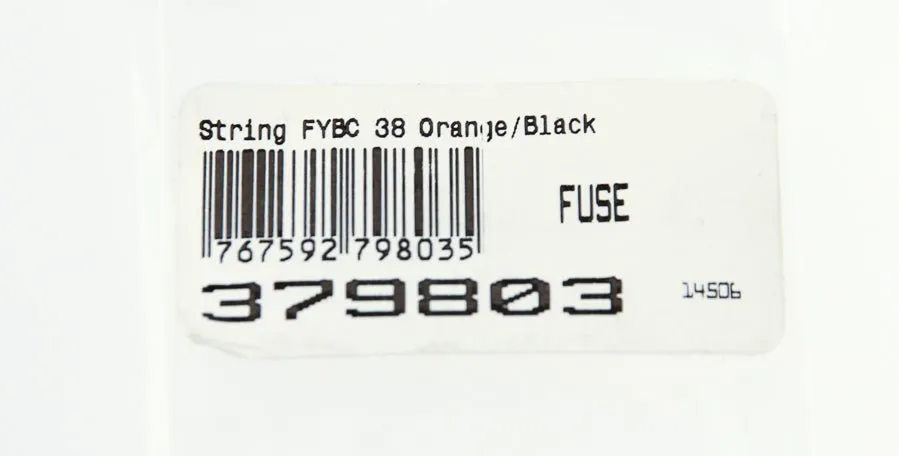 String FYBC 38 Orange/Black
FUSE
767592 798035
379803
14506